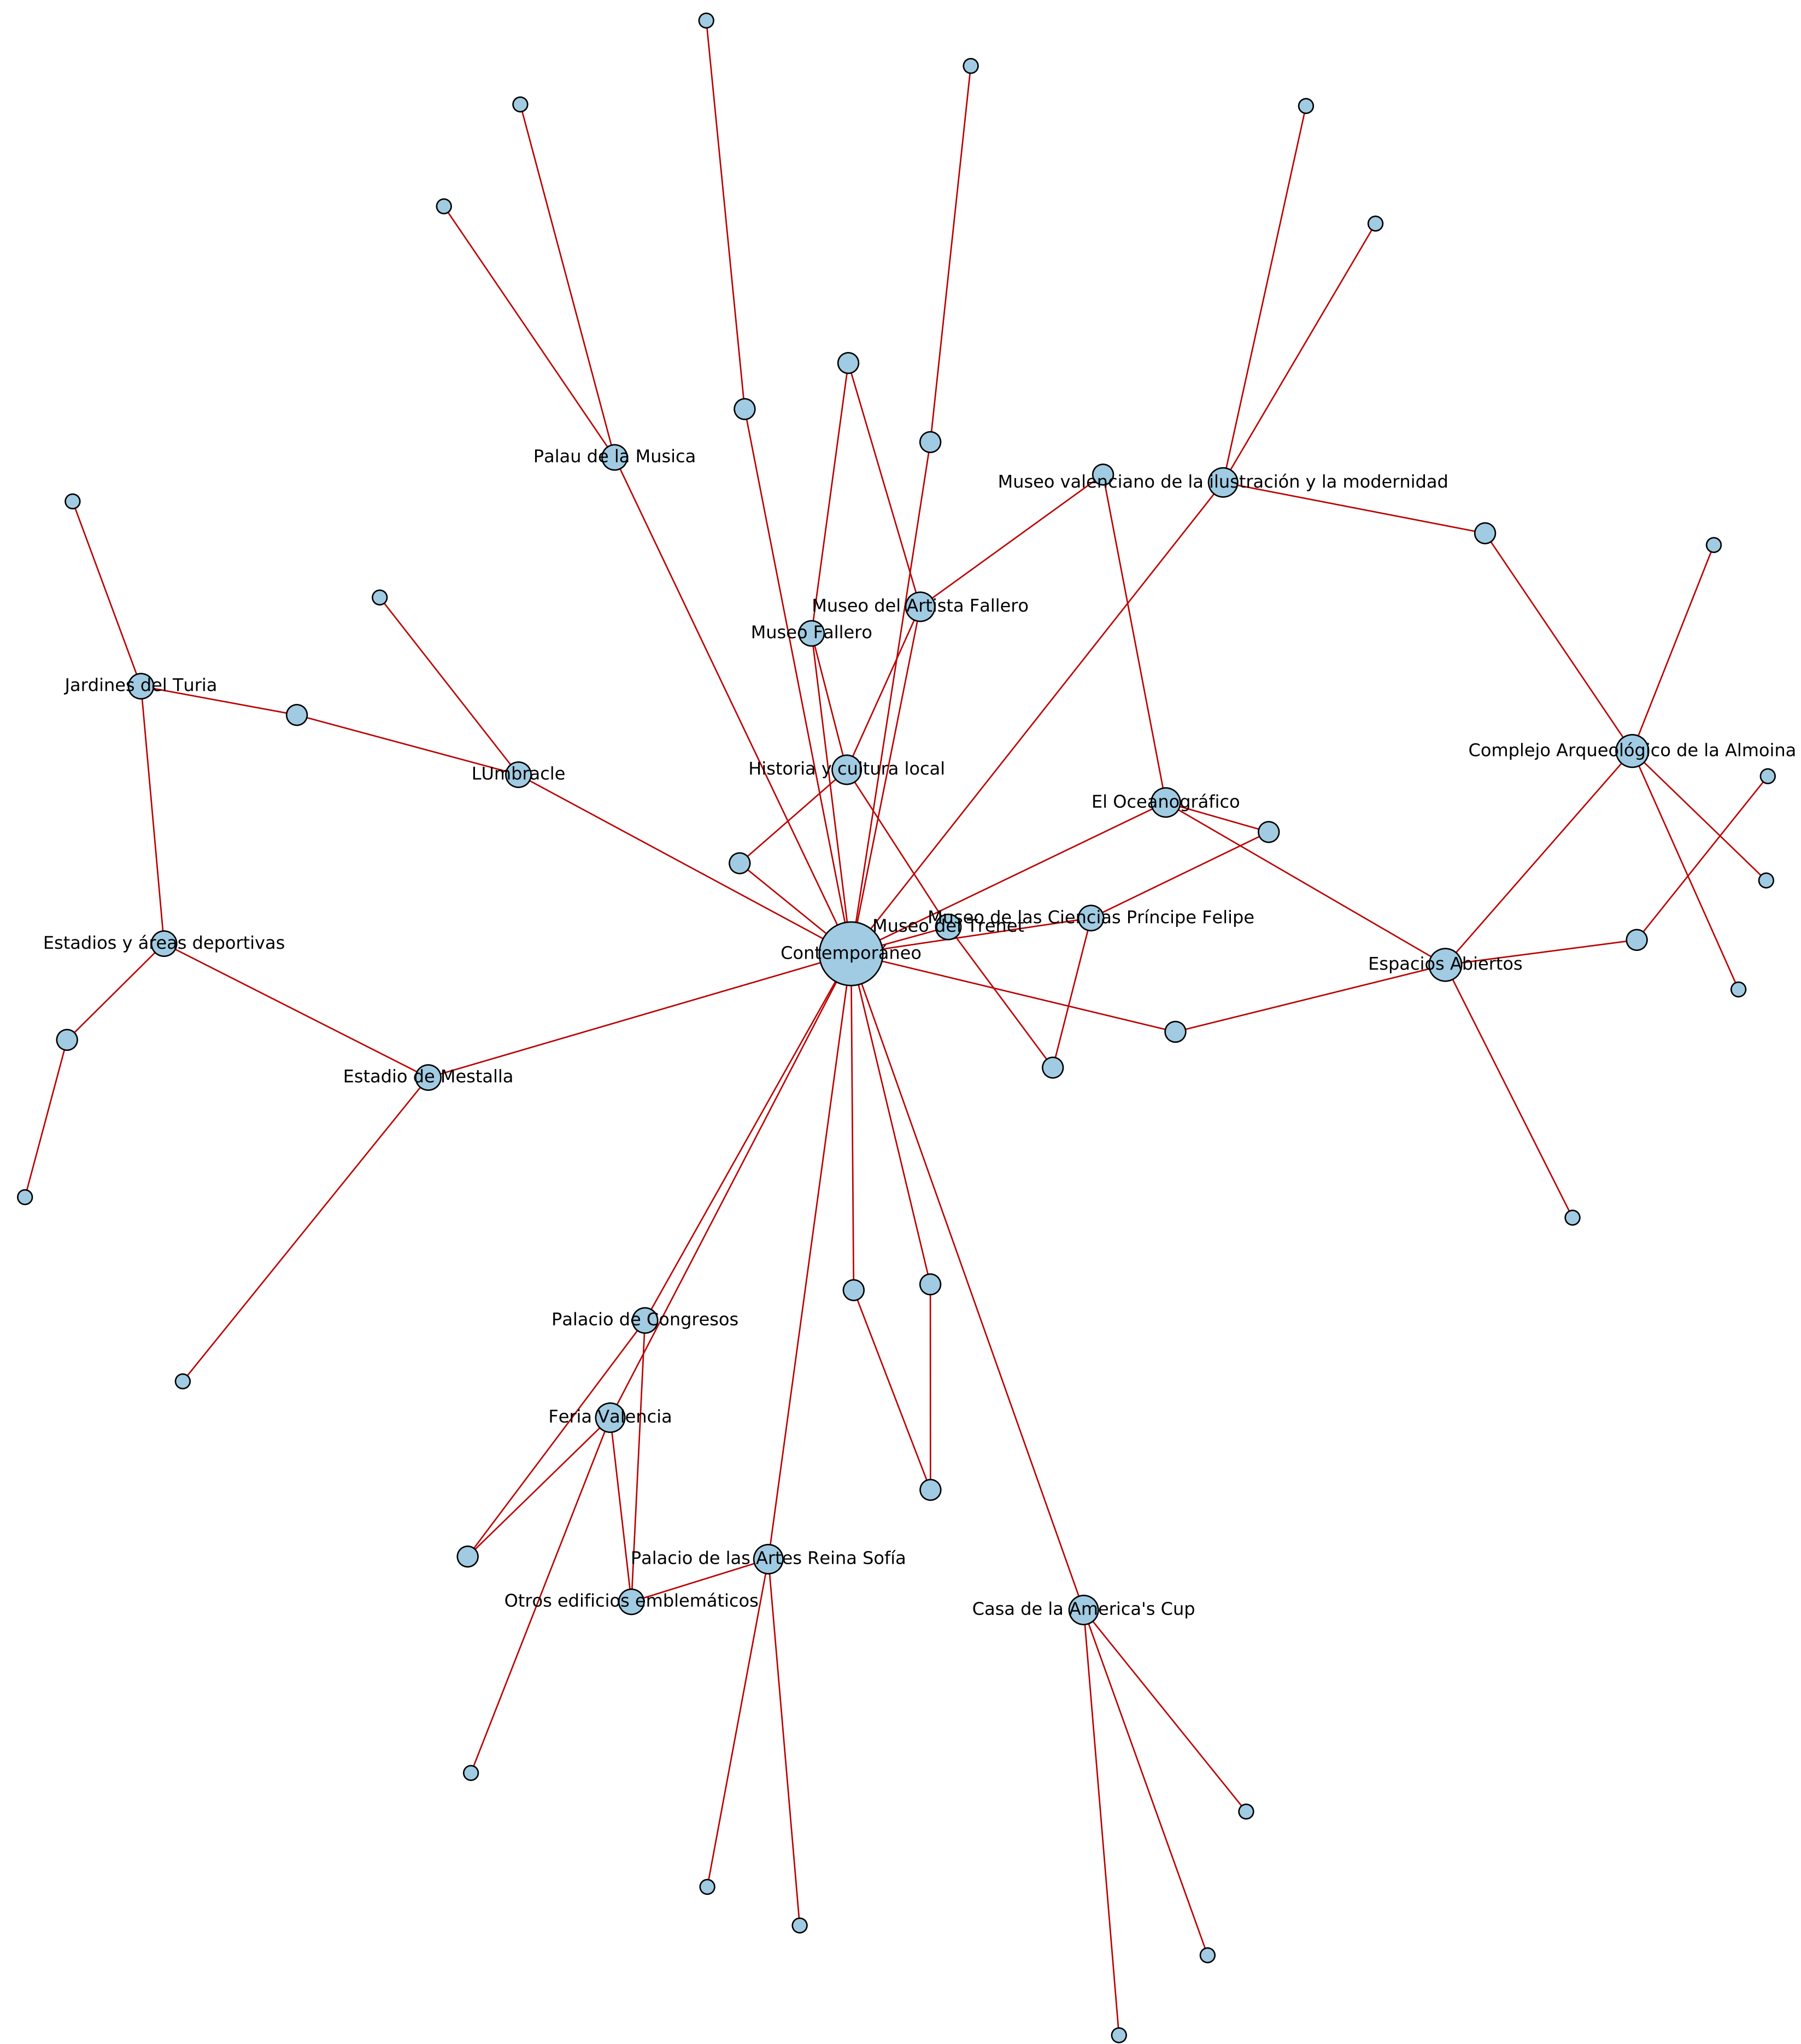 Palau de la Musica
Museo valenciano de la ilustración y la modernidad
Museo del Artista Fallero
Museo Fallero
Jardines del Turia
Complejo Arqueológico de la Almoina
Historia y cultura local
LUmbracle
El Oceanográfico
Museo de las Ciencias Príncipe Felipe
Museo del Trenet
Estadios y áreas deportivas
Contemporáneo
Espacios Abiertos
Estadio de Mestalla
Palacio de Congresos
Feria Valencia
Palacio de las Artes Reina Sofía
Otros edificios emblemáticos
Casa de la America's Cup